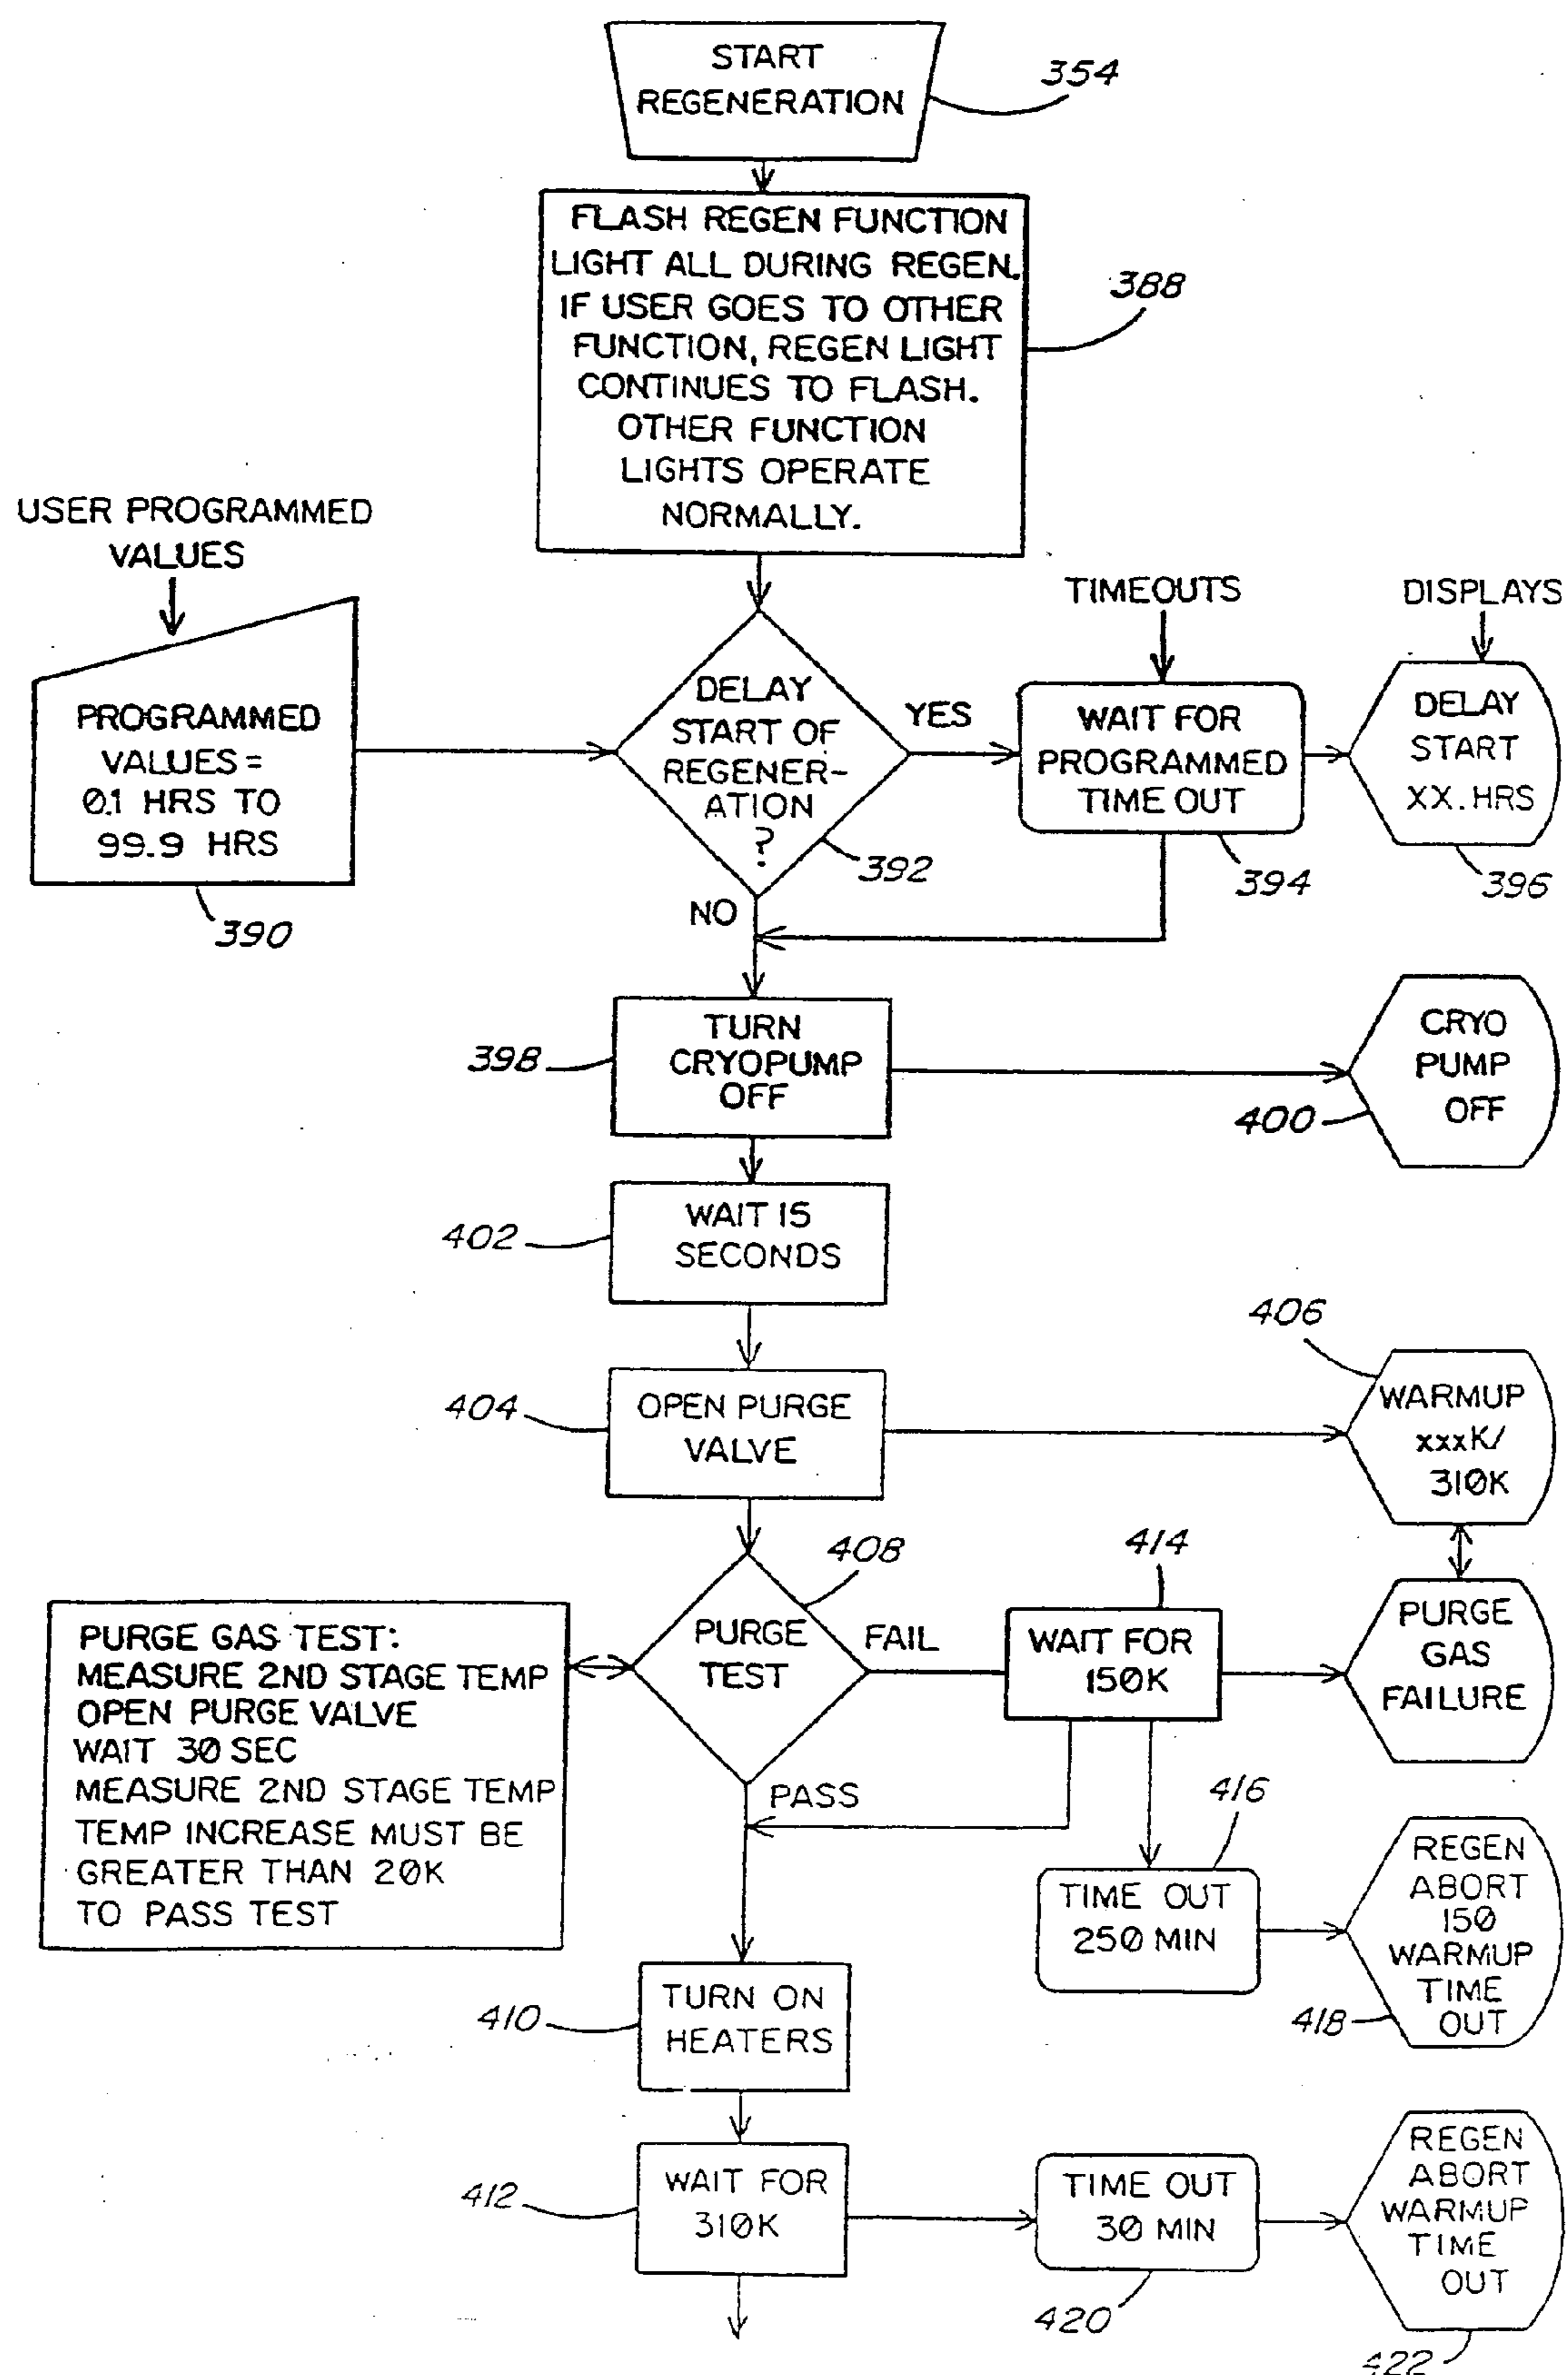 START
REGENERATION
354
FLASH REGEN FUNCTION
LIGHT ALL DURING REGEN.
IF USER GOES TO OTHER
FUNCTION, REGEN LIGHT
CONTINUES TO FLASH.
OTHER FUNCTION
LIGHTS OPERATE
NORMALLY.
388
USER PROGRAMMED
VALUES
PROGRAMMED
VALUES =
0.1 HRS TO
99.9 HRS
390
DELAY
START OF
REGENER-
ATION
?
392
YES
NO
TIMEOUTS
WAIT FOR
PROGRAMMED
TIME OUT
394
DISPLAYS
DELAY
START
XX.HRS
396
TURN
CRYOPUMP
OFF
398
CRYO
PUMP
OFF
400
WAIT 15
SECONDS
402
OPEN PURGE
VALVE
404
406
WARMUP
xxxK/
310K
PURGE GAS TEST:
MEASURE 2ND STAGE TEMP
OPEN PURGE VALVE
WAIT 30 SEC
MEASURE 2ND STAGE TEMP
TEMP INCREASE MUST BE
GREATER THAN 20K
TO PASS TEST
PURGE
TEST
408
FAIL
PASS
414
WAIT FOR
150K
PURGE
GAS
FAILURE
416
TIME OUT
250 MIN
REGEN
ABORT
150
WARMUP
TIME
OUT
418
TURN ON
HEATERS
410
WAIT FOR
310K
412
TIME OUT
30 MIN
420
REGEN
ABORT
WARMUP
TIME
OUT
422